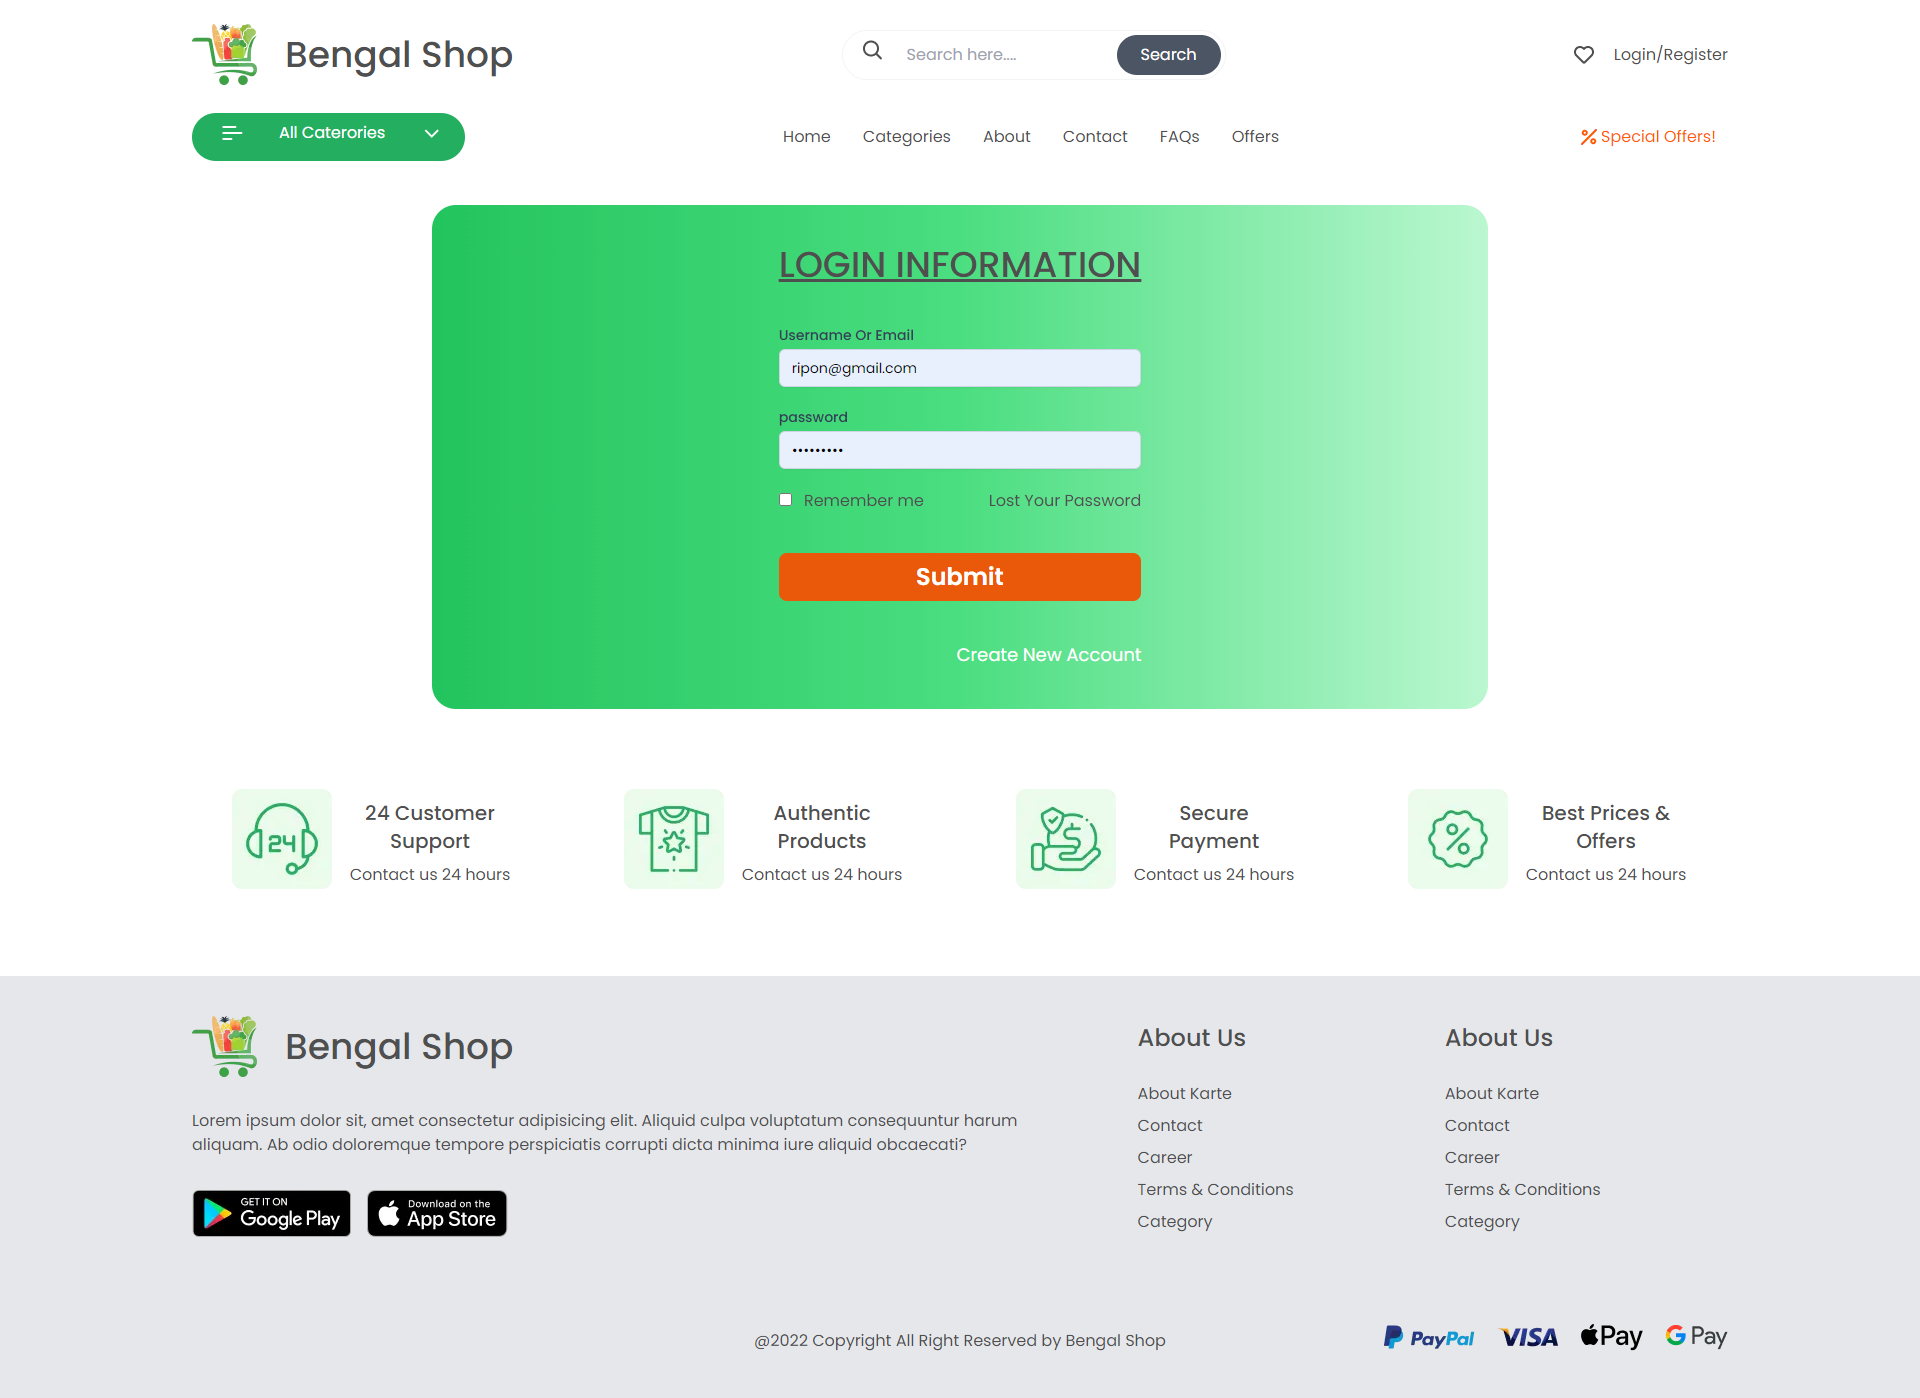 Bengal Shop
Search here....
Search
Login/Register
All Caterories
Home
Categories
About
Contact
FAQs
Offers
Special Offers!
LOGIN INFORMATION
Username Or Email
ripon@gmail.com
password
•••••••••
Remember me
Lost Your Password
Submit
Create New Account
24
24 Customer
Support
Contact us 24 hours
Authentic
Products
Contact us 24 hours
Secure
Payment
Contact us 24 hours
Best Prices &
Offers
Contact us 24 hours
Bengal Shop
Lorem ipsum dolor sit, amet consectetur adipisicing elit. Aliquid culpa voluptatum consequuntur harum
aliquam. Ab odio doloremque tempore perspiciatis corrupti dicta minima iure aliquid obcaecati?
GET IT ON
Google Play
Download on the
App Store
About Us
About Karte
Contact
Career
Terms & Conditions
Category
About Us
About Karte
Contact
Career
Terms & Conditions
Category
@2022 Copyright All Right Reserved by Bengal Shop
PayPal
VISA
Pay
G Pay